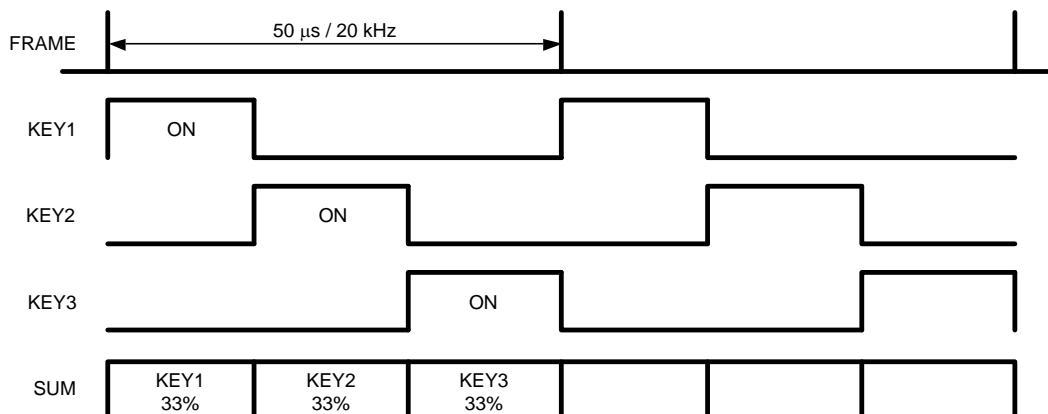 50 μs / 20 kHz
FRAME
KEY1
ON
KEY2
ON
KEY3
ON
SUM
KEY1
33%
KEY2
33%
KEY3
33%